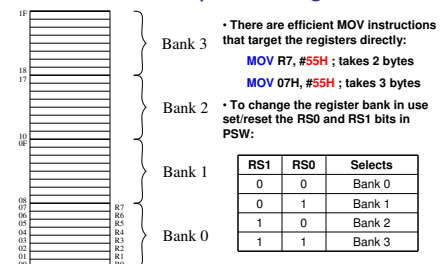 1F
Bank 3
18
17
Bank 2
10
0F
Bank 1
08
07 R7
06 R6
05 R5
04 R4
03 R3
02 R2
01 R1
Bank 0
• There are efficient MOV instructions
that target the registers directly:
MOV R7, #55H ; takes 2 bytes
MOV 07H, #55H ; takes 3 bytes
• To change the register bank in use
set/reset the RS0 and RS1 bits in
PSW:
RS1 RS0 Selects
0 0 Bank 0
0 1 Bank 1
1 0 Bank 2
1 1 Bank 3